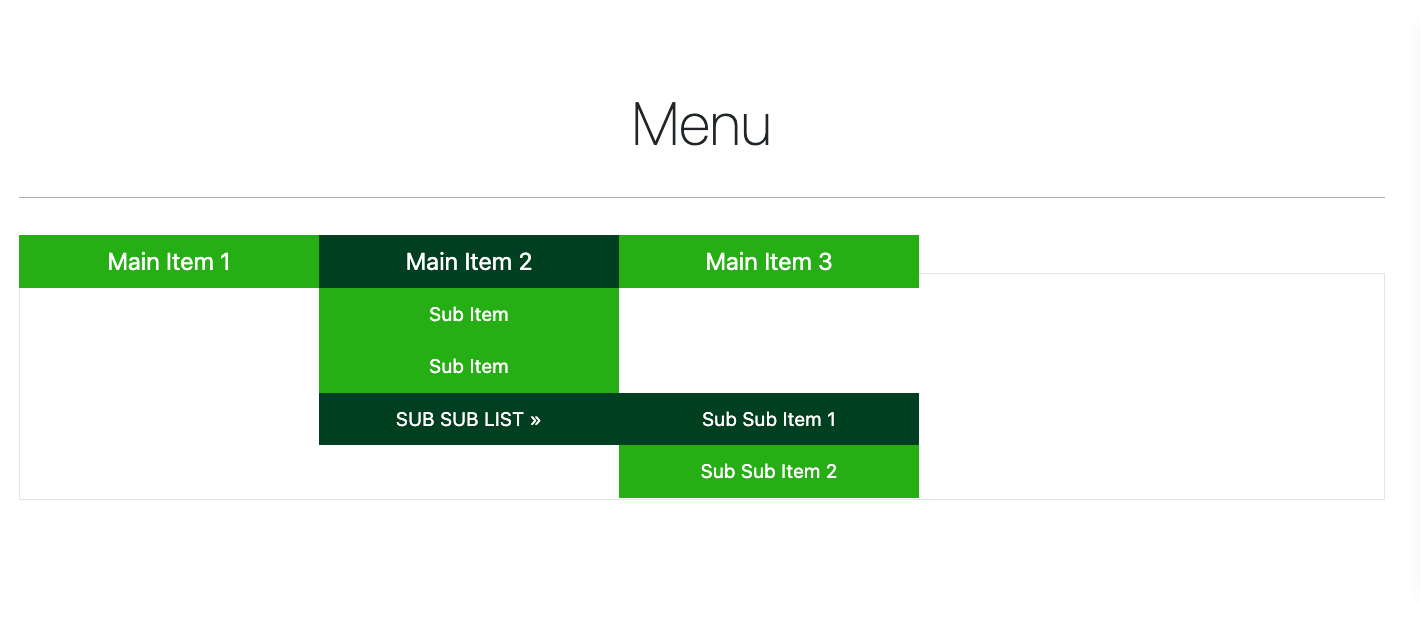 Menu
Main Item 1 Main Item 2 Main Item 3
Sub Item
Sub Item
SUB SUB LIST » Sub Sub Item 1
Sub Sub Item 2